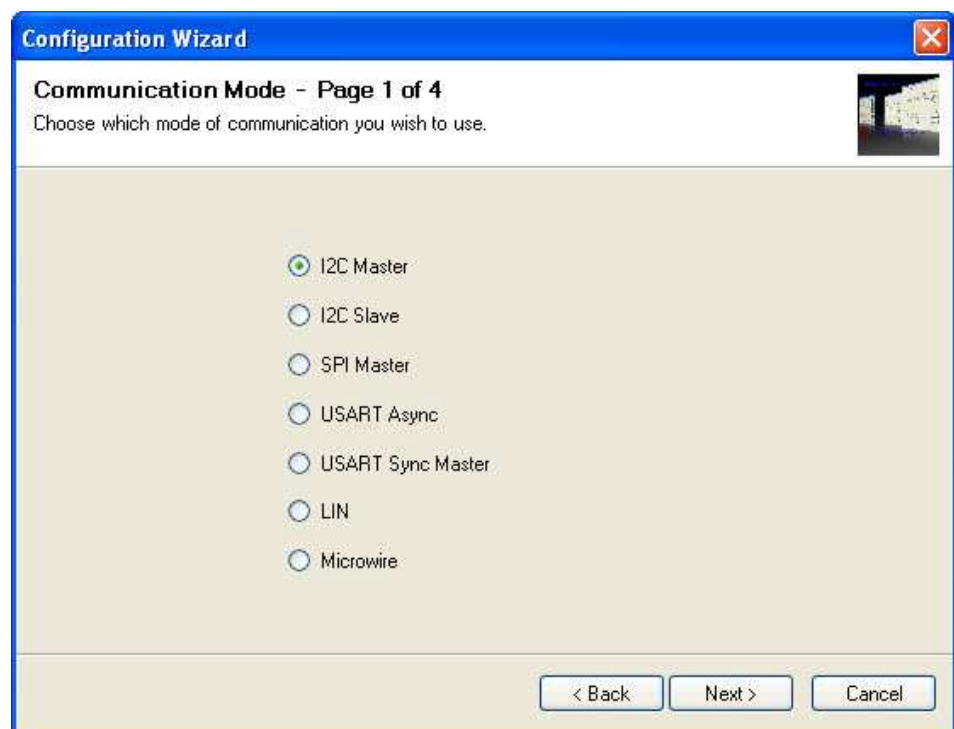 Configuration Wizard
Communication Mode - Page 1 of 4
Choose which mode of communication you wish to use.
I2C Master
I2C Slave
SPI Master
USART Async
USART Sync Master
LIN
Microwire
< Back Next > Cancel